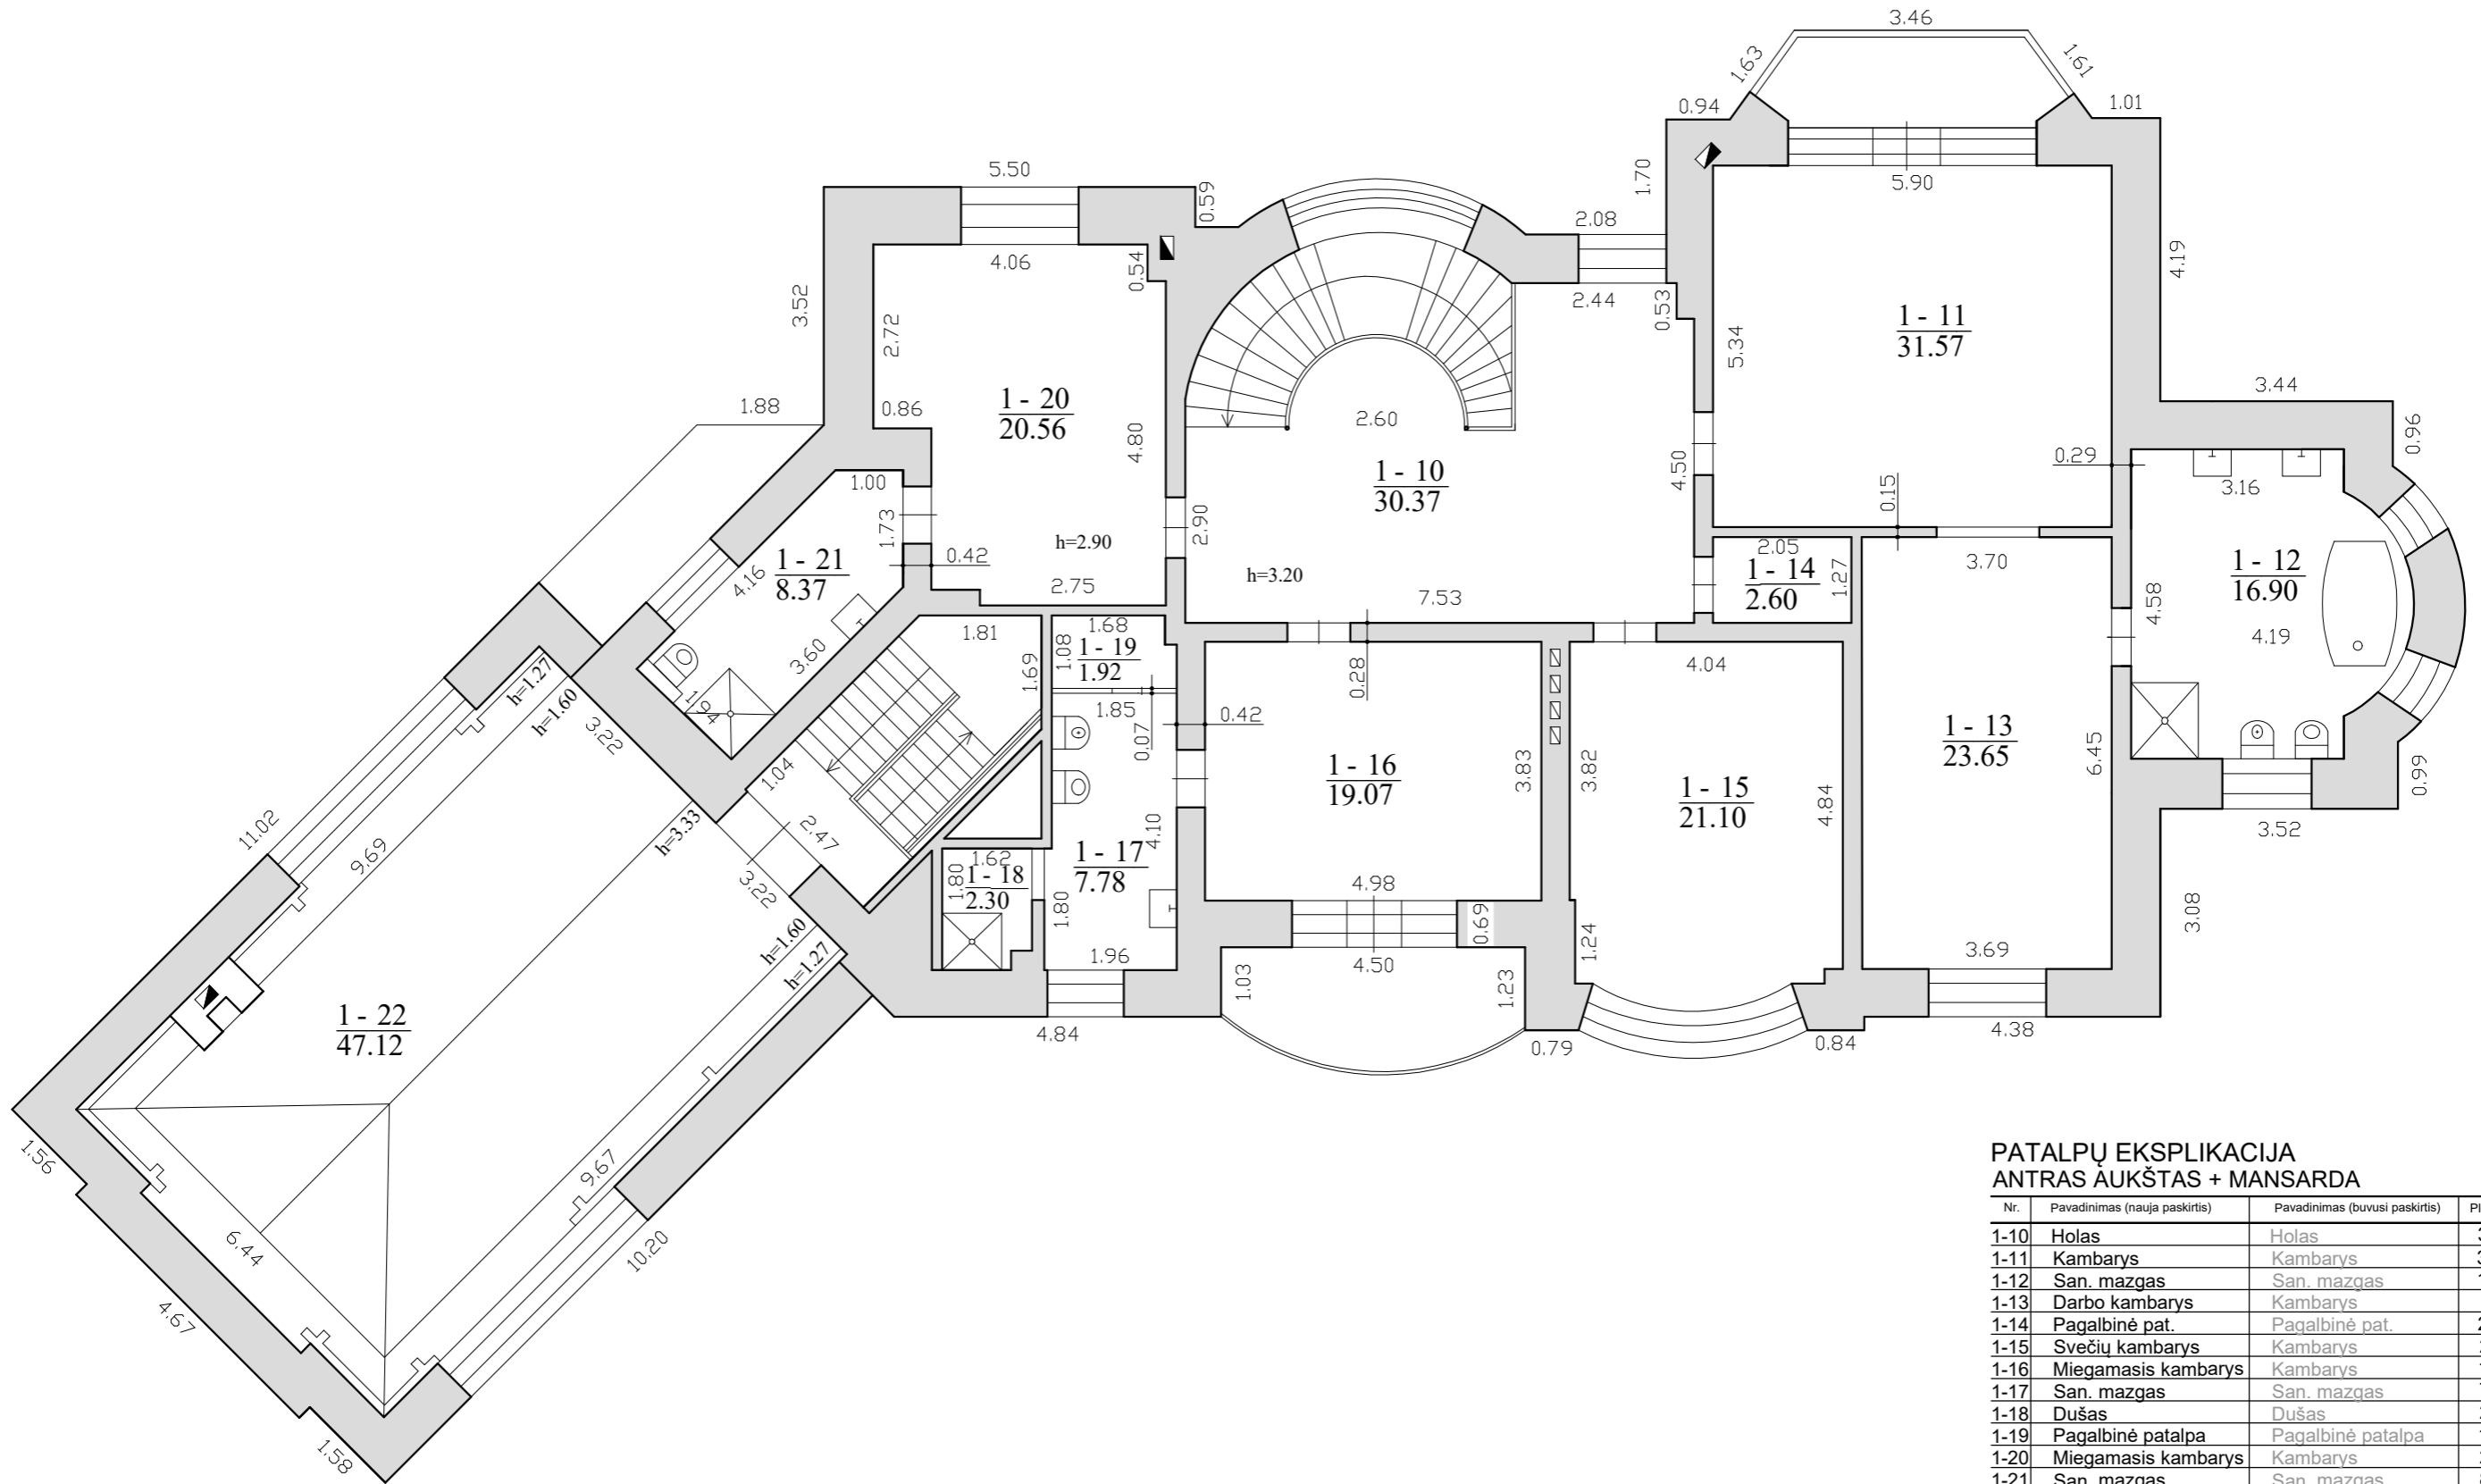 3.46
1.63
1.61
0.94
1.01
5.50
0.59
1.70
5.90
2.08
4.06
0.54
4.19
3.52
2.44
0.53
2.72
5.34
1 - 11
31.57
1.88
0.86
1 - 20
20.56
4.80
2.60
3.44
0.96
1.00
1 - 10
30.37
4.50
0.29
0.15
3.16
1.73
0.42
h=2.90
2.90
h=3.20
4.16
1 - 21
8.37
2.75
7.53
2.05
1 - 14
2.60
1.27
3.70
1 - 12
16.90
4.58
4.19
1.81
1.68
1.08
1 - 19
1.92
3.60
1.69
0.28
4.04
h=1.27
h=1.60
1.94
3.22
1.85
0.07
0.42
1 - 13
23.65
6.45
1.04
1 - 16
19.07
3.83
3.82
1 - 15
21.10
4.84
0.99
11.02
9.69
h=3.33
2.47
4.10
3.52
3.22
1.62
1.80
1 - 18
2.30
1 - 17
7.78
1.80
4.98
0.69
3.08
h=1.60
h=1.27
1.96
4.50
1.24
3.69
1.03
1.23
1 - 22
47.12
4.84
0.79
0.84
4.38
1.56
9.67
6.44
10.20
4.67
1.58
PATALPŲ EKSPLIKACIJA
ANTRAS AUKŠTAS + MANSARDA
Nr. Pavadinimas (nauja paskirtis) Pavadinimas (buvusi paskirtis)
1-10 Holas Holas
1-11 Kambarys Kambarys
1-12 San. mazgas San. mazgas
1-13 Darbo kambarys Kambarys
1-14 Pagalbinė pat. Pagalbinė pat.
1-15 Svečių kambarys Kambarys
1-16 Miegamasis kambarys Kambarys
1-17 San. mazgas San. mazgas
1-18 Dušas Dušas
1-19 Pagalbinė patalpa Pagalbinė patalpa
1-20 Miegamasis kambarys Kambarys
1-21 San. mazgas San. mazgas